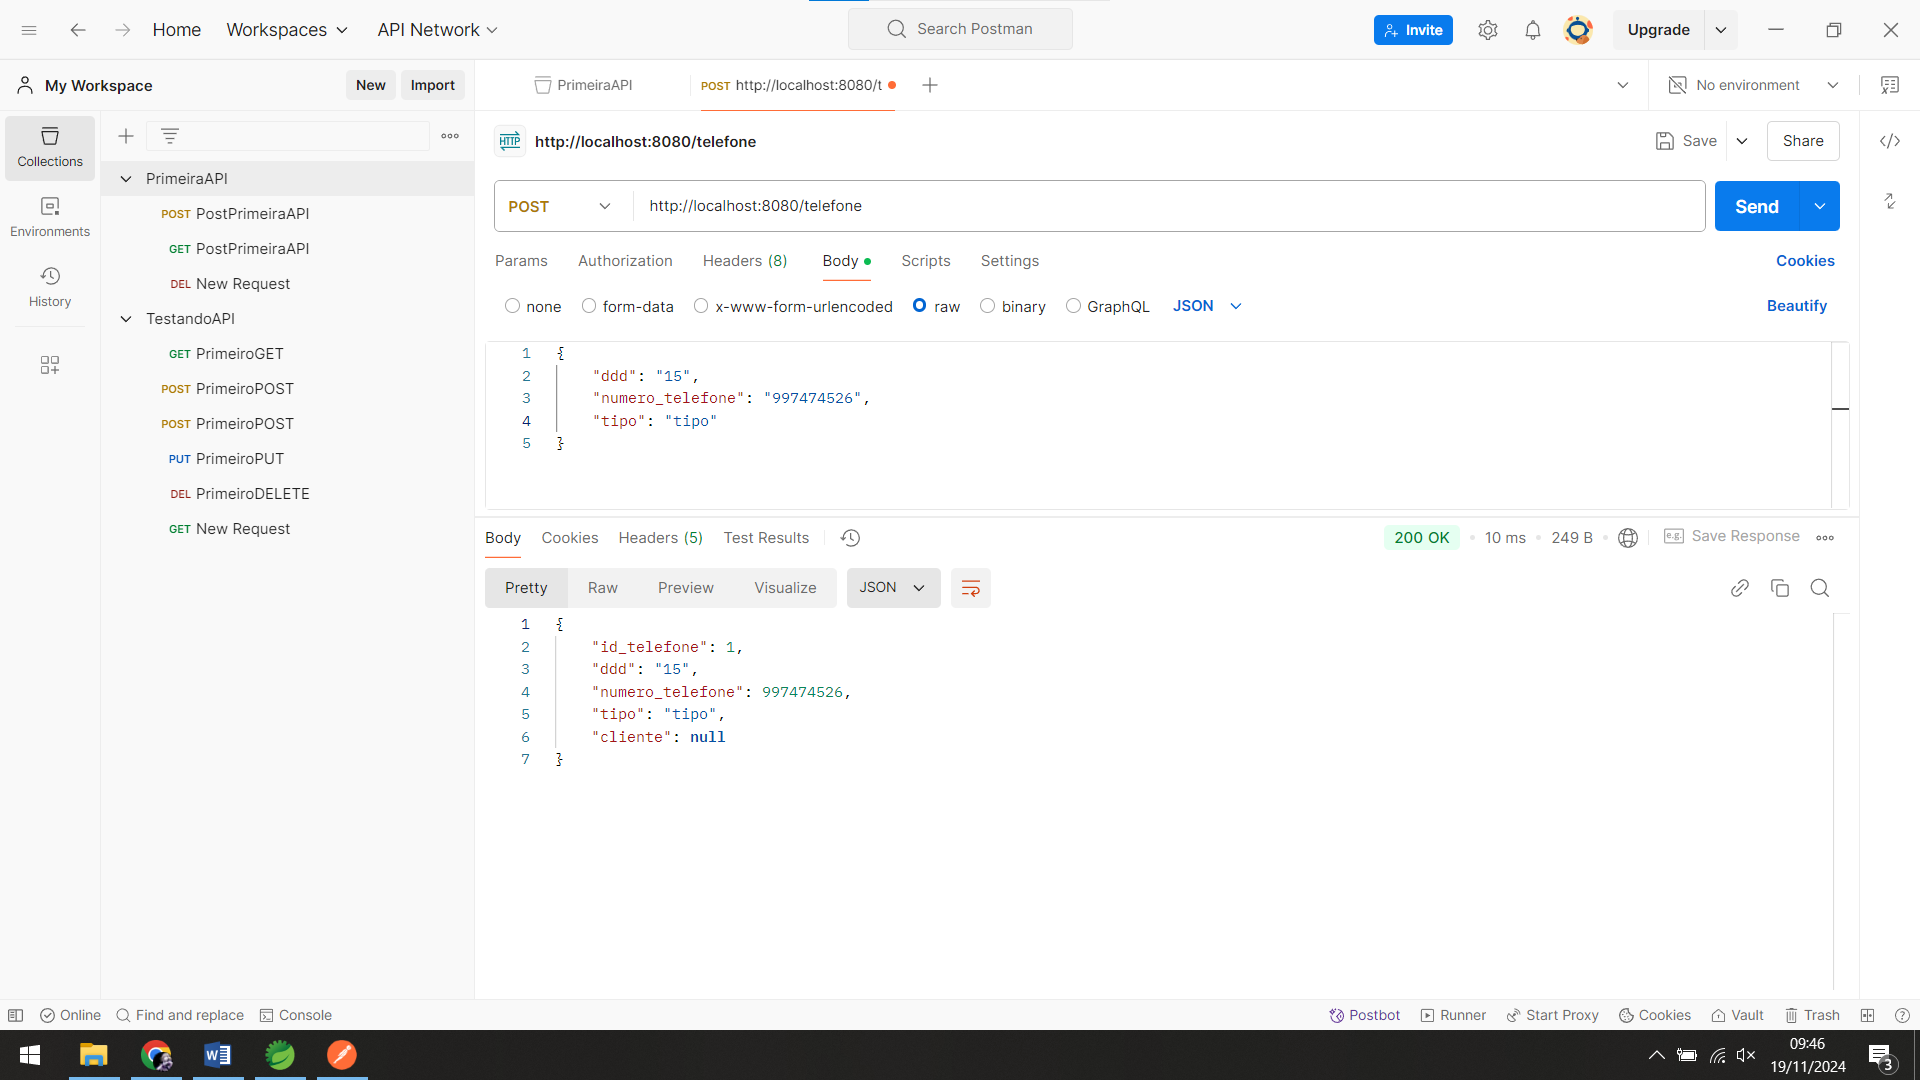 Home
Workspaces
API Network
Search Postman
Invite
Upgrade
My Workspace
New
Import
PrimeiraAPI
POST http://localhost:8080/t
No environment
Collections
Environments
History
PrimeiraAPI
POST PostPrimeiraAPI
GET PostPrimeiraAPI
DEL New Request
TestandoAPI
GET PrimeiroGET
POST PrimeiroPOST
POST PrimeiroPOST
PUT PrimeiroPUT
DEL PrimeiroDELETE
GET New Request
HTTP http://localhost:8080/telefone
Save
Share
POST
http://localhost:8080/telefone
Send
Params
Authorization
Headers (8)
Body
Scripts
Settings
Cookies
none
form-data
x-www-form-urlencoded
raw
binary
GraphQL
JSON
Beautify
1 {
2 "ddd": "15",
3 "numero_telefone": "997474526",
4 "tipo": "tipo"
5 }
Body
Cookies
Headers (5)
Test Results
200 OK
10 ms
249 B
e.g. Save Response
Pretty
Raw
Preview
Visualize
JSON
1 {
2 "id_telefone": 1,
3 "ddd": "15",
4 "numero_telefone": 997474526,
5 "tipo": "tipo",
6 "cliente": null
7 }
Online
Find and replace
Console
Postbot
Runner
Start Proxy
Cookies
Vault
Trash
09:46
19/11/2024
3